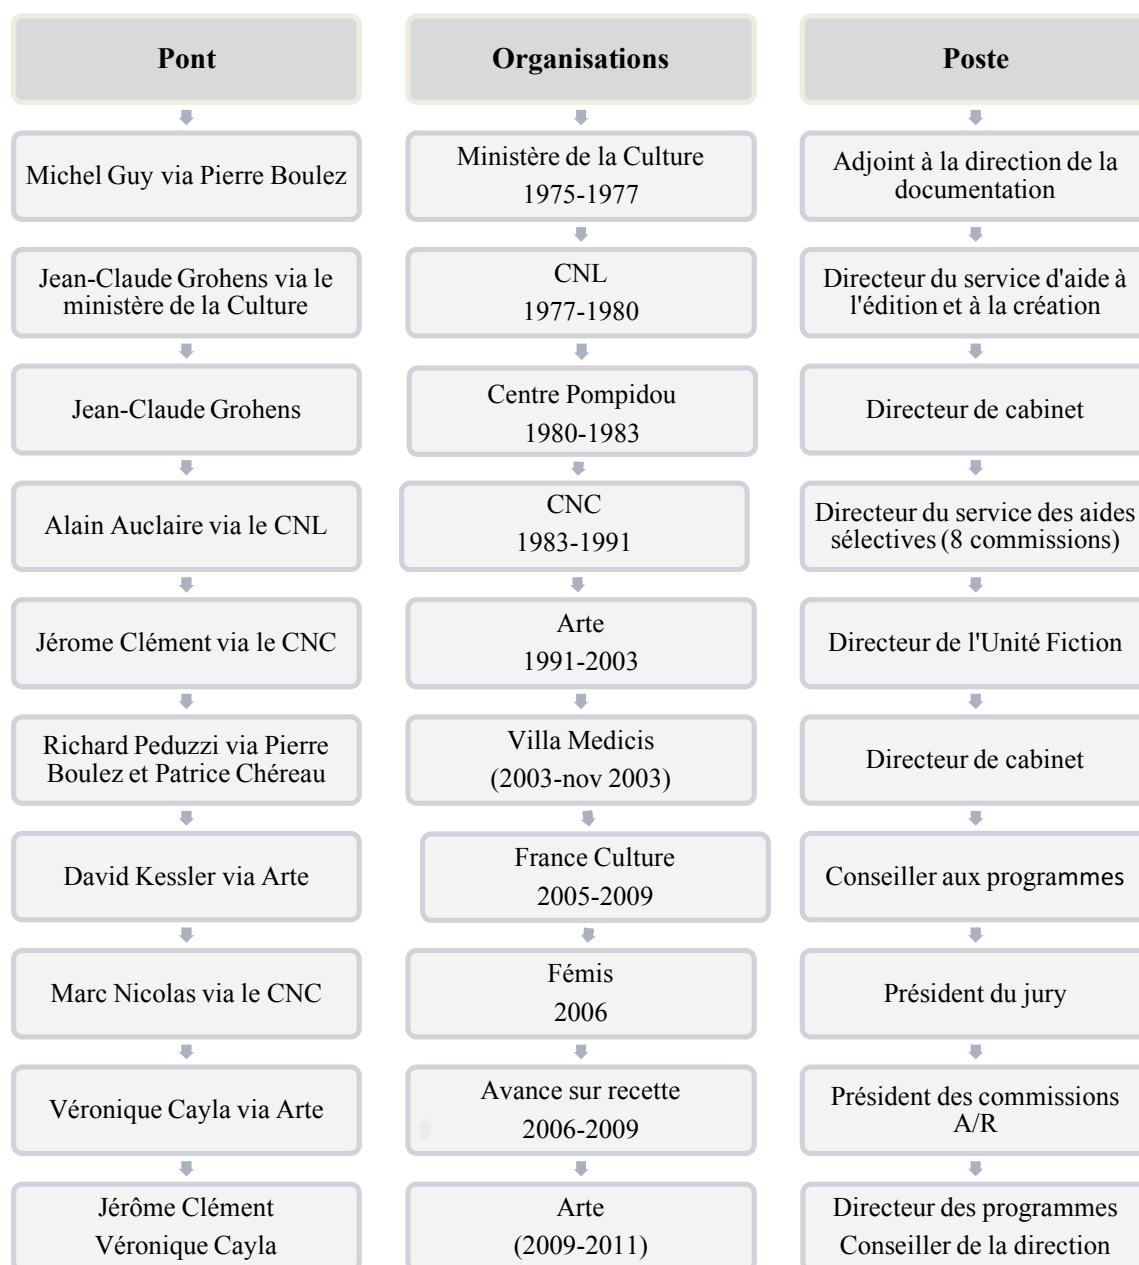 Pont
Organisations
Poste
Michel Guy via Pierre Boulez
Ministère de la Culture
1975-1977
Adjoint à la direction de la
documentation
Jean-Claude Grohens via le
ministère de la Culture
CNL
1977-1980
Directeur du service d'aide à
l'édition et à la création
Jean-Claude Grohens
Centre Pompidou
1980-1983
Directeur de cabinet
Alain Auclaire via le CNL
CNC
1983-1991
Directeur du service des aides
sélectives (8 commissions)
Jérome Clément via le CNC
Arte
1991-2003
Directeur de l'Unité Fiction
Richard Peduzzi via Pierre
Boulez et Patrice Chéreau
Villa Medicis
(2003-nov 2003)
Directeur de cabinet
David Kessler via Arte
France Culture
2005-2009
Conseiller aux programmes
Marc Nicolas via le CNC
Fémis
2006
Président du jury
Véronique Cayla via Arte
Avance sur recette
2006-2009
Président des commissions
A/R
Jérôme Clément
Véronique Cayla
Arte
(2009-2011)
Directeur des programmes
Conseiller de la direction